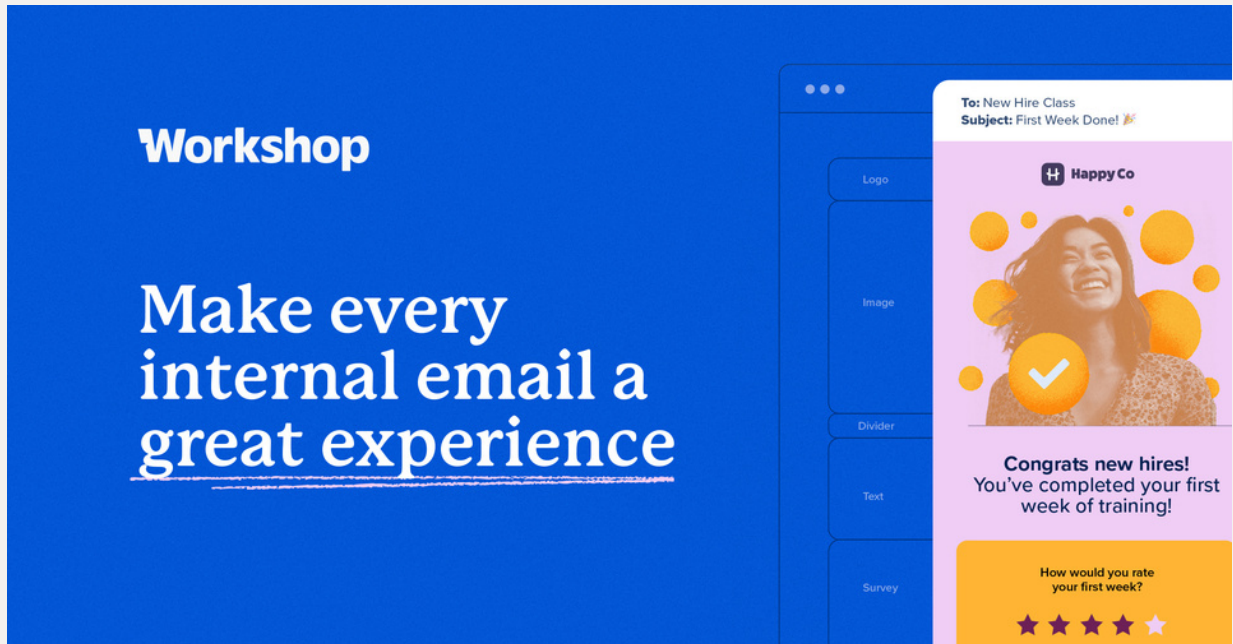 Workshop
Make every
internal email a
great experience
Logo
Image
Divider
Text
Survey
To: New Hire Class
Subject: First Week Done! 🎉
Happy Co
Congrats new hires!
You've completed your first
week of training!
How would you rate
your first week?